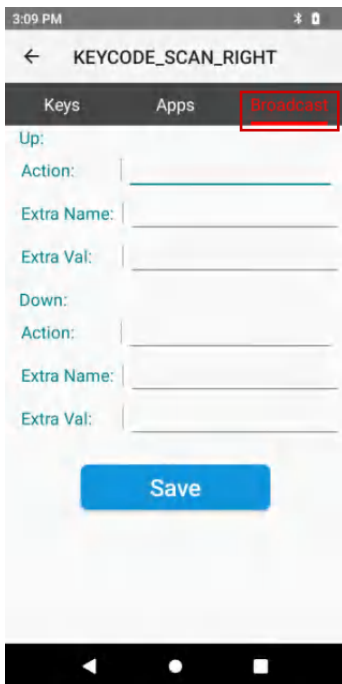 3:09 PM
KEYCODE_SCAN_RIGHT
Keys Apps Broadcast
Up:
Action:
Extra Name:
Extra Val:
Down:
Action:
Extra Name:
Extra Val:
Save